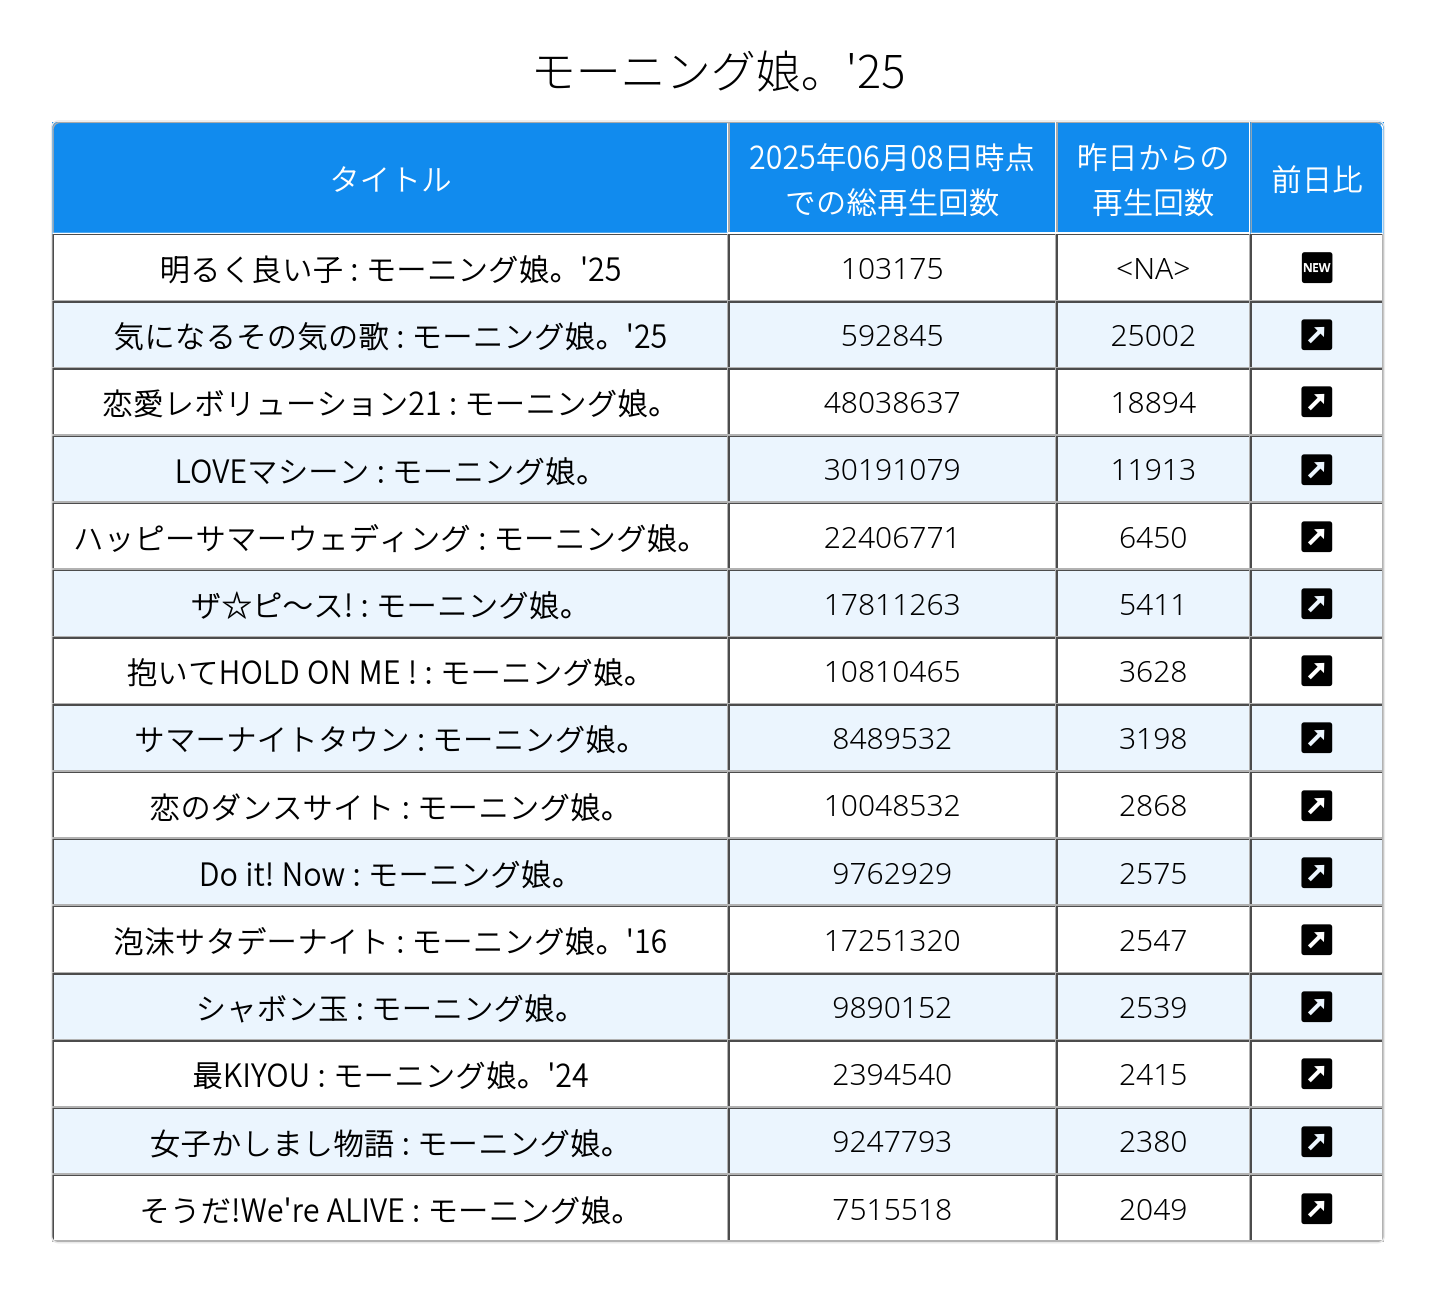 モーニング娘。'25
タイトル
2025年06月08日時点
での総再生回数
昨日からの
再生回数
前日比
明るく良い子 : モーニング娘。'25 103175 <NA> NEW
気になるその気の歌 : モーニング娘。'25 592845 25002
恋愛レボリューション21 : モーニング娘。 48038637 18894
LOVEマシーン : モーニング娘。 30191079 11913
ハッピーサマーウェディング : モーニング娘。 22406771 6450
ザ☆ピ〜ス! : モーニング娘。 17811263 5411
抱いてHOLD ON ME ! : モーニング娘。 10810465 3628
サマーナイトタウン : モーニング娘。 8489532 3198
恋のダンスサイト : モーニング娘。 10048532 2868
Do it! Now : モーニング娘。 9762929 2575
泡沫サタデーナイト : モーニング娘。'16 17251320 2547
シャボン玉 : モーニング娘。 9890152 2539
最KIYOU : モーニング娘。'24 2394540 2415
女子かしまし物語 : モーニング娘。 9247793 2380
そうだ!We're ALIVE : モーニング娘。 7515518 2049